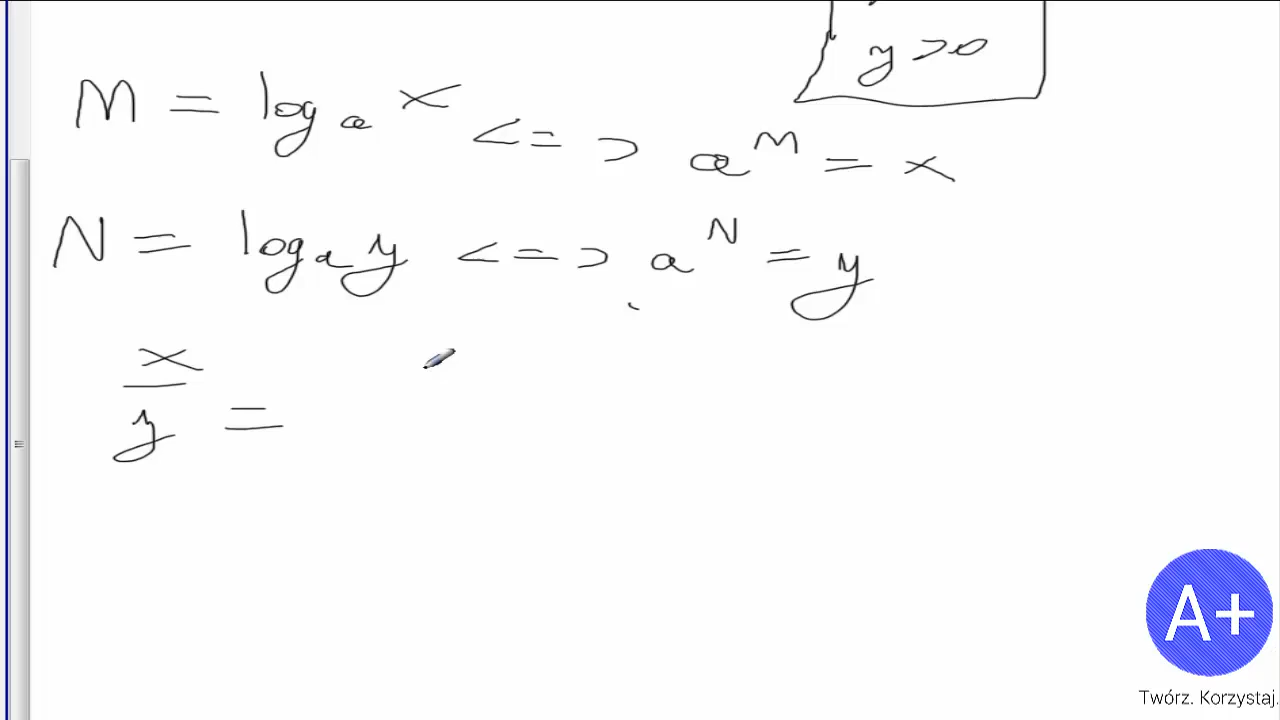 y > 0
M = log_a x <=> a^M = x
N = log_a y <=> a^N = y
x
y =
A+
Twórz. Korzystaj.